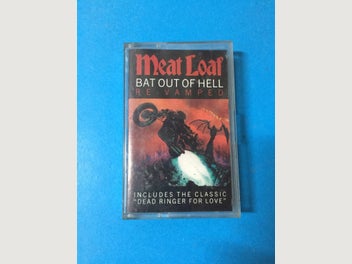 Meat Loaf
BAT OUT OF HELL
RE·VAMPED
INCLUDES THE CLASSIC
"DEAD RINGER FOR LOVE"